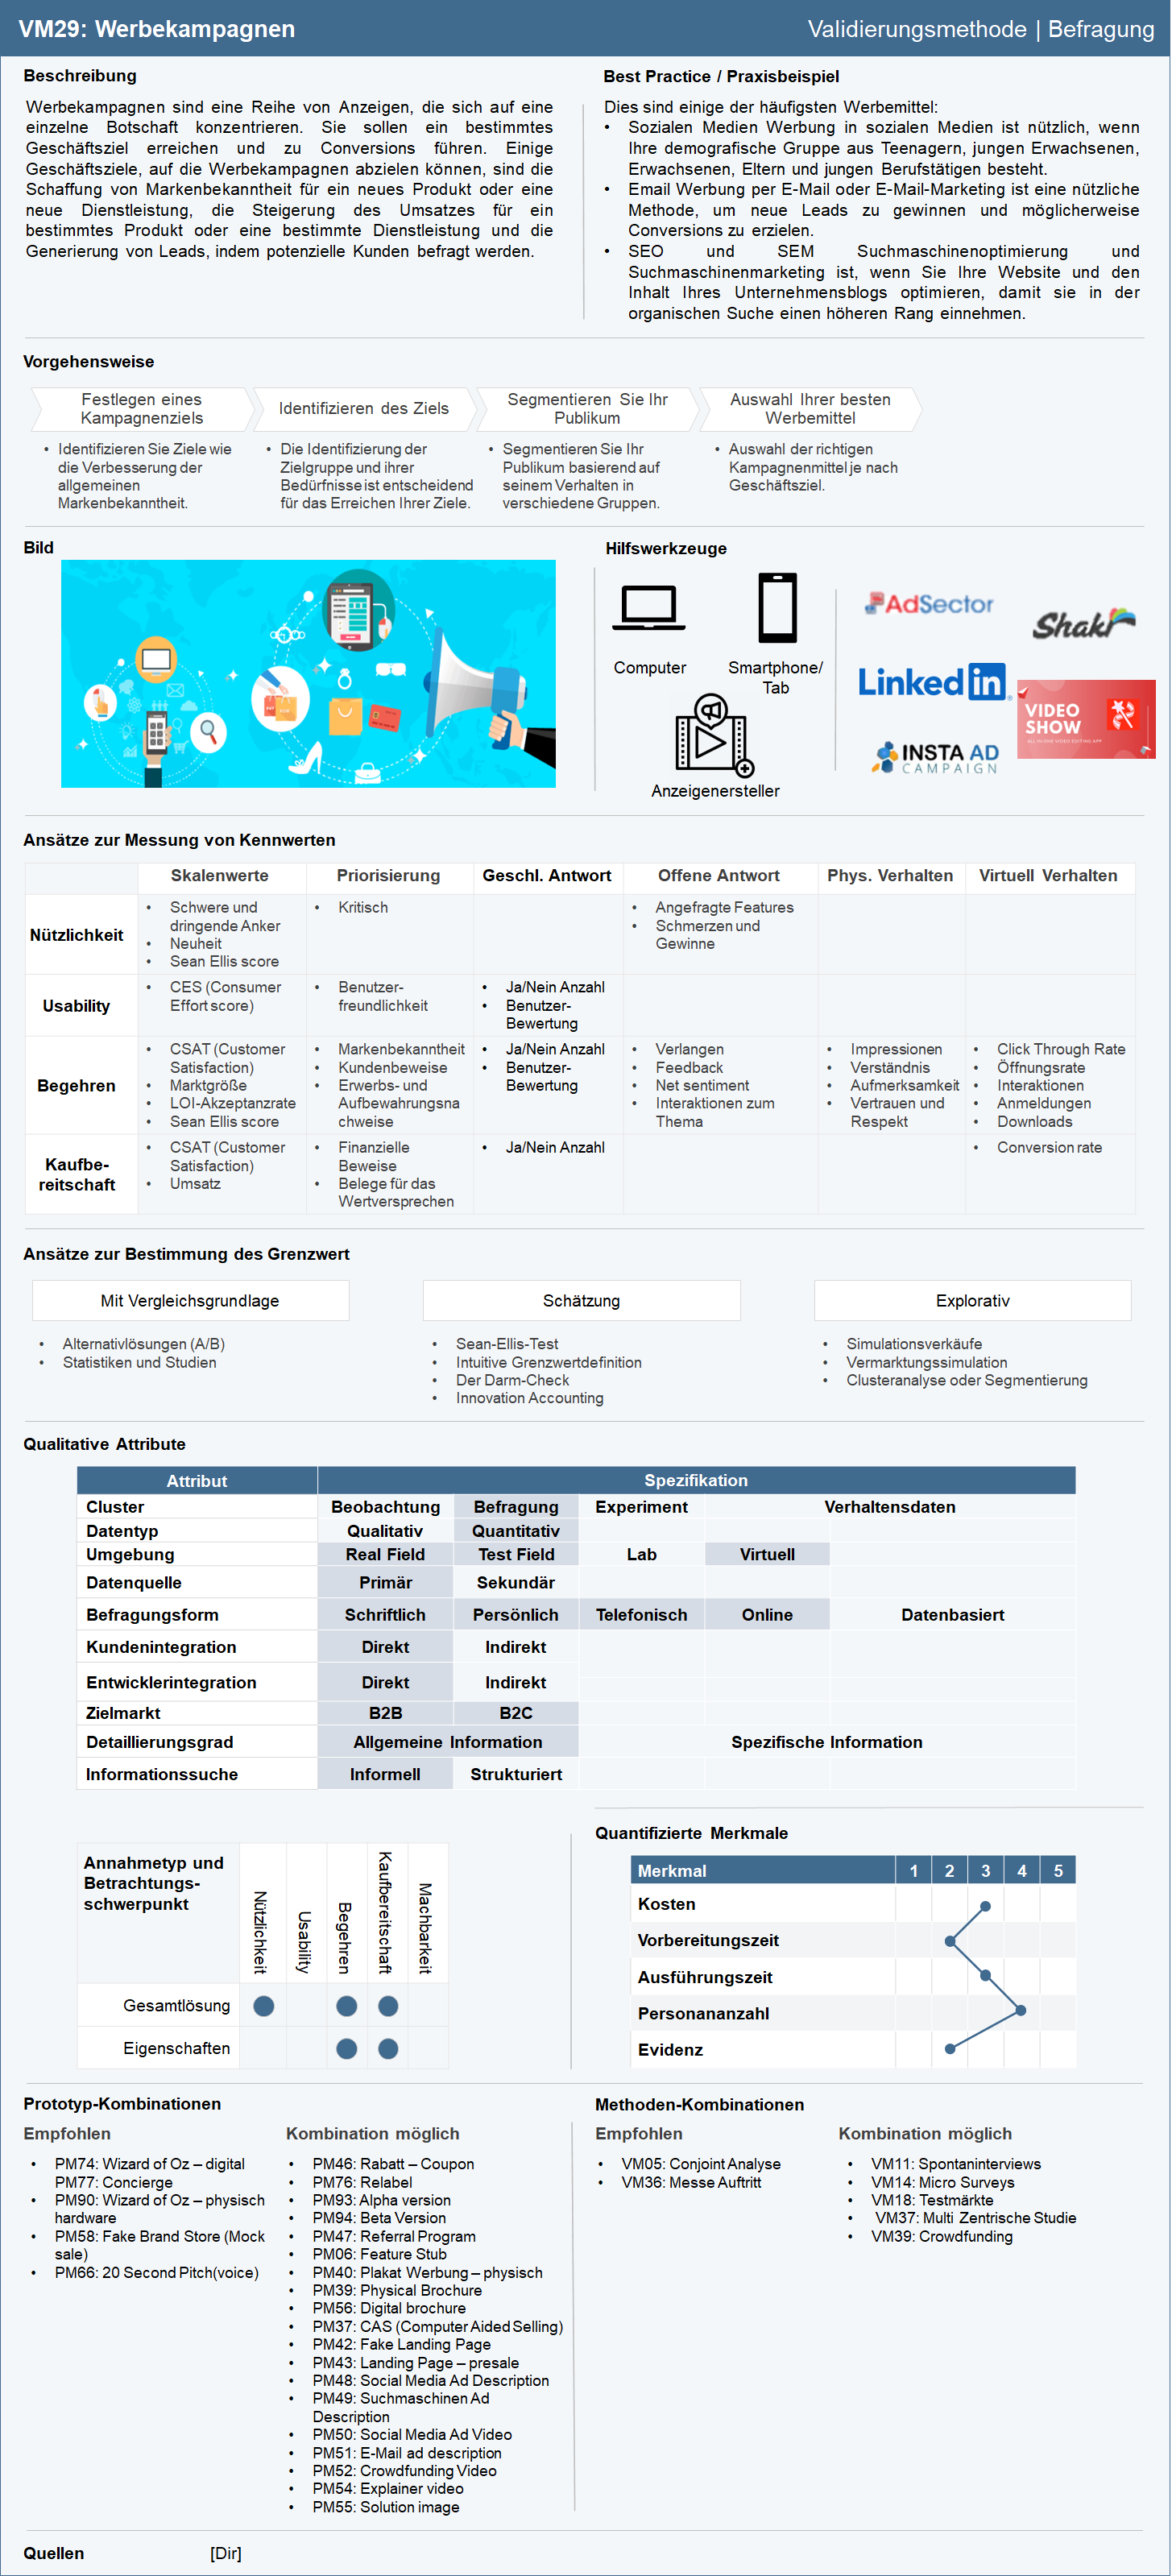 VM29: Werbekampagnen
Validierungsmethode | Befragung
Beschreibung
Werbekampagnen sind eine Reihe von Anzeigen, die sich auf eine
einzelne Botschaft konzentrieren. Sie sollen ein bestimmtes
Geschäftsziel erreichen und zu Conversions führen. Einige
Geschäftsziele, auf die Werbekampagnen abzielen können, sind die
Schaffung von Markenbekanntheit für ein neues Produkt oder eine
neue Dienstleistung, die Steigerung des Umsatzes für ein
bestimmtes Produkt oder eine bestimmte Dienstleistung und die
Generierung von Leads, indem potenzielle Kunden befragt werden.
Best Practice / Praxisbeispiel
Dies sind einige der häufigsten Werbemittel:
• Sozialen Medien Werbung in sozialen Medien ist nützlich, wenn
Ihre demografische Gruppe aus Teenagern, jungen Erwachsenen,
Erwachsenen, Eltern und jungen Berufstätigen besteht.
• Email Werbung per E-Mail oder E-Mail-Marketing ist eine nützliche
Methode, um neue Leads zu gewinnen und möglicherweise
Conversions zu erzielen.
• SEO und SEM Suchmaschinenoptimierung und
Suchmaschinenmarketing ist, wenn Sie Ihre Website und den
Inhalt Ihres Unternehmensblogs optimieren, damit sie in der
organischen Suche einen höheren Rang einnehmen.
Vorgehensweise
Festlegen eines
Kampagnenziels
Identifizieren des Ziels
Segmentieren Sie Ihr
Publikum
Auswahl Ihrer besten
Werbemittel
• Identifizieren Sie Ziele wie
die Verbesserung der
allgemeinen
Markenbekanntheit.
• Die Identifizierung der
Zielgruppe und ihrer
Bedürfnisse ist entscheidend
für das Erreichen Ihrer Ziele.
• Segmentieren Sie Ihr
Publikum basierend auf
seinem Verhalten in
verschiedene Gruppen.
• Auswahl der richtigen
Kampagnenmittel je nach
Geschäftsziel.
Bild
Hilfswerkzeuge
Computer
Smartphone/
Tab
Anzeigenersteller
AdSector
Shakr
Linkedin
VIDEO
SHOW
ALL IN ONE VIDEO EDITING APP
INSTA AD
CAMPAIGN
Ansätze zur Messung von Kennwerten
Skalenwerte Priorisierung Geschl. Antwort Offene Antwort Phys. Verhalten Virtuell Verhalten
Nützlichkeit
• Schwere und
dringende Anker
• Neuheit
• Sean Ellis score
• Kritisch
• Angefragte Features
• Schmerzen und
Gewinne
Usability
• CES (Consumer
Effort score)
• Benutzer-
freundlichkeit
• Ja/Nein Anzahl
• Benutzer-
Bewertung
Begehren
• CSAT (Customer
Satisfaction)
• Marktgröße
• LOI-Akzeptanzrate
• Sean Ellis score
• Markenbekanntheit
• Kundenbeweise
• Erwerbs- und
Aufbewahrungsna
chweise
• Ja/Nein Anzahl
• Benutzer-
Bewertung
• Verlangen
• Feedback
• Net sentiment
• Interaktionen zum
Thema
• Impressionen
• Verständnis
• Aufmerksamkeit
• Vertrauen und
Respekt
• Click Through Rate
• Öffnungsrate
• Interaktionen
• Anmeldungen
• Downloads
Kaufbe-
reitschaft
• CSAT (Customer
Satisfaction)
• Umsatz
• Finanzielle
Beweise
• Belege für das
Wertversprechen
• Ja/Nein Anzahl
• Conversion rate
Ansätze zur Bestimmung des Grenzwert
Mit Vergleichsgrundlage
• Alternativlösungen (A/B)
• Statistiken und Studien
Schätzung
• Sean-Ellis-Test
• Intuitive Grenzwertdefinition
• Der Darm-Check
• Innovation Accounting
Explorativ
• Simulationsverkäufe
• Vermarktungssimulation
• Clusteranalyse oder Segmentierung
Qualitative Attribute
Attribut Spezifikation
Cluster Beobachtung Befragung Experiment Verhaltensdaten
Datentyp Qualitativ Quantitativ
Umgebung Real Field Test Field Lab Virtuell
Datenquelle Primär Sekundär
Befragungsform Schriftlich Persönlich Telefonisch Online Datenbasiert
Kundenintegration Direkt Indirekt
Entwicklerintegration Direkt Indirekt
Zielmarkt B2B B2C
Detaillierungsgrad Allgemeine Information Spezifische Information
Informationssuche Informell Strukturiert
Annahmetyp und
Betrachtungs-
schwerpunkt
Nützlichkeit
Usability
Begehren
Kaufbereitschaft
Machbarkeit
Gesamtlösung
Eigenschaften
Quantifizierte Merkmale
Merkmal 1 2 3 4 5
Kosten
Vorbereitungszeit
Ausführungszeit
Personananzahl
Evidenz
Prototyp-Kombinationen
Empfohlen
• PM74: Wizard of Oz – digital
PM77: Concierge
• PM90: Wizard of Oz – physisch
hardware
• PM58: Fake Brand Store (Mock
sale)
• PM66: 20 Second Pitch(voice)
Kombination möglich
• PM46: Rabatt – Coupon
• PM76: Relabel
• PM93: Alpha version
• PM94: Beta Version
• PM47: Referral Program
• PM06: Feature Stub
• PM40: Plakat Werbung – physisch
• PM39: Physical Brochure
• PM56: Digital brochure
• PM37: CAS (Computer Aided Selling)
• PM42: Fake Landing Page
• PM43: Landing Page – presale
• PM48: Social Media Ad Description
• PM49: Suchmaschinen Ad
Description
• PM50: Social Media Ad Video
• PM51: E-Mail ad description
• PM52: Crowdfunding Video
• PM54: Explainer video
• PM55: Solution image
Methoden-Kombinationen
Empfohlen
• VM05: Conjoint Analyse
• VM36: Messe Auftritt
Kombination möglich
• VM11: Spontaninterviews
• VM14: Micro Surveys
• VM18: Testmärkte
• VM37: Multi Zentrische Studie
• VM39: Crowdfunding
Quellen [Dir]